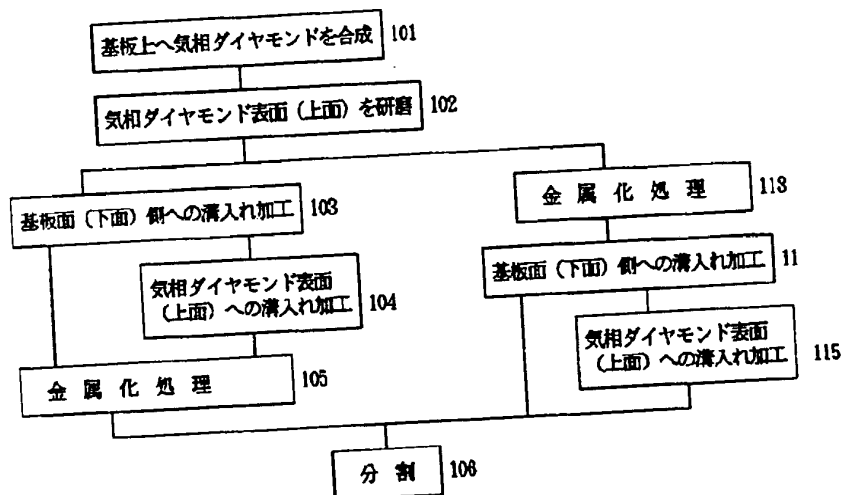 基板上へ気相ダイヤモンドを合成 101
気相ダイヤモンド表面（上面）を研磨 102
基板面（下面）側への溝入れ加工 103
気相ダイヤモンド表面
（上面）への溝入れ加工 104
金属化処理 105
金属化処理 113
基板面（下面）側への溝入れ加工 11
気相ダイヤモンド表面
（上面）への溝入れ加工 115
分割 106